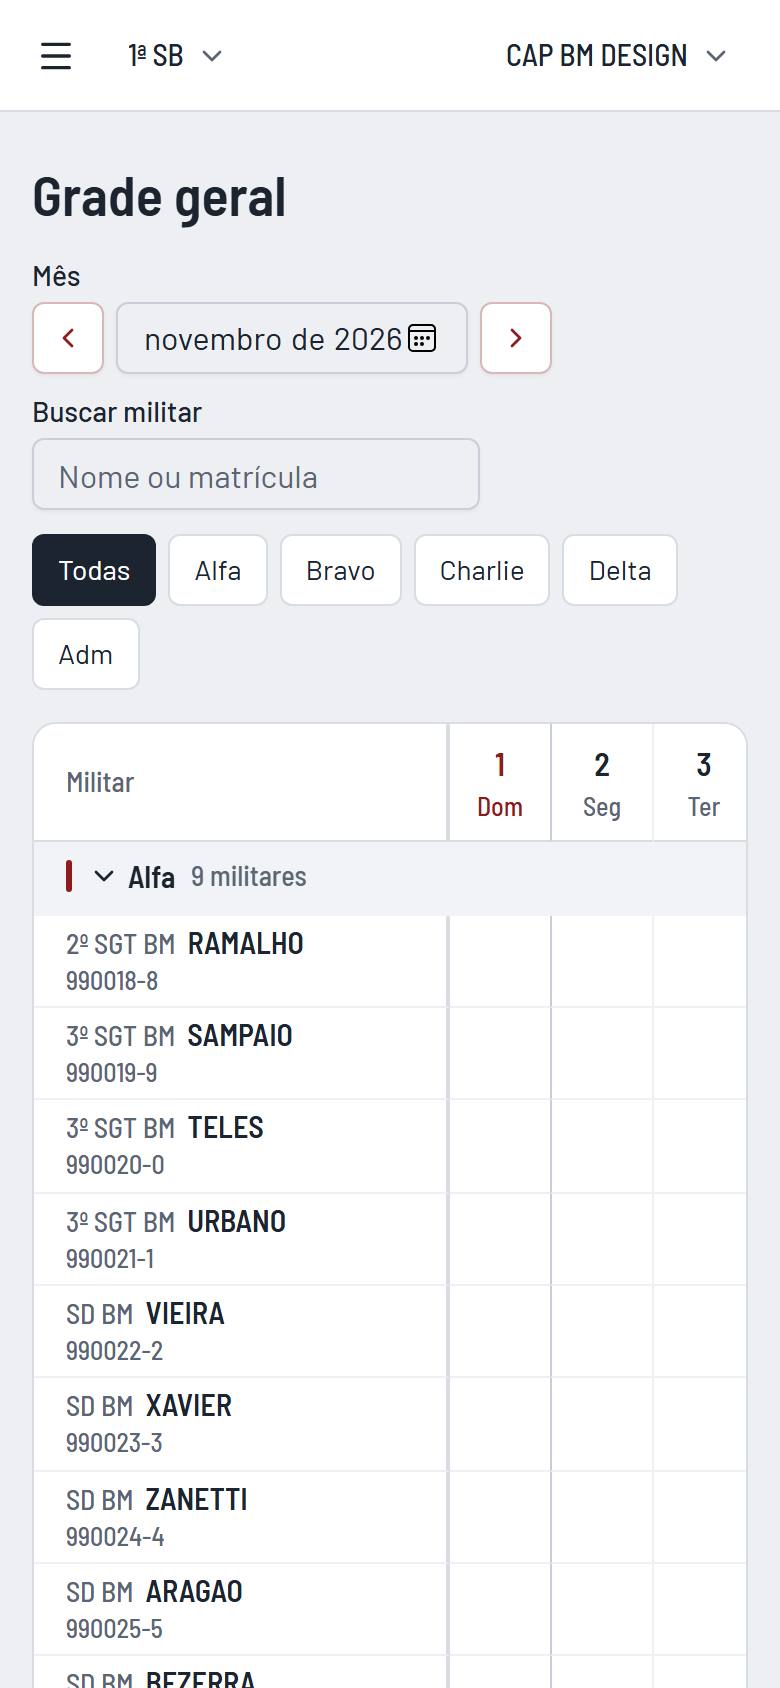 1ª SB
CAP BM DESIGN
Grade geral
Mês
novembro de 2026
Buscar militar
Nome ou matrícula
Todas
Alfa
Bravo
Charlie
Delta
Adm
Militar
1
Dom
2
Seg
3
Ter
Alfa 9 militares
2º SGT BM RAMALHO
990018-8
3º SGT BM SAMPAIO
990019-9
3º SGT BM TELES
990020-0
3º SGT BM URBANO
990021-1
SD BM VIEIRA
990022-2
SD BM XAVIER
990023-3
SD BM ZANETTI
990024-4
SD BM ARAGAO
990025-5
SD BM BEZERRA